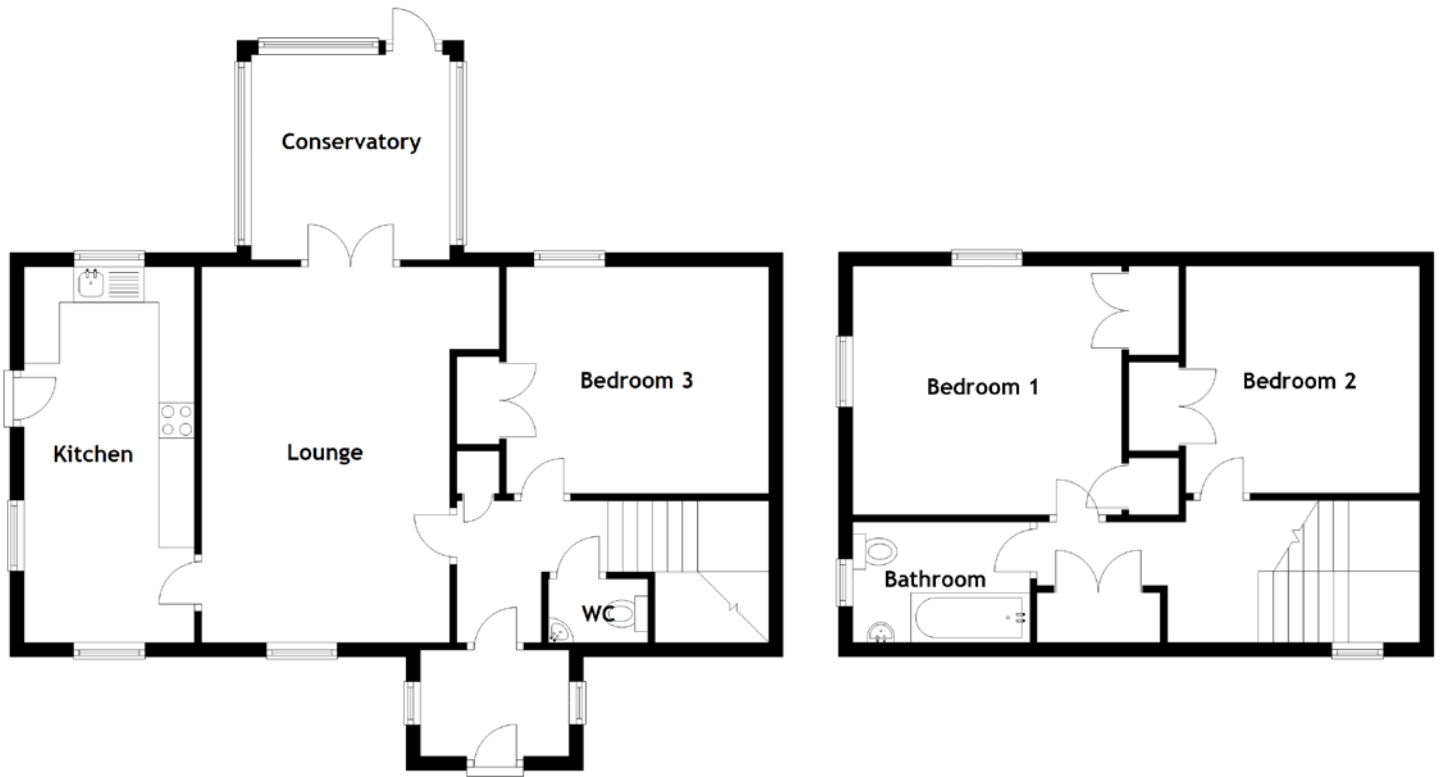 Conservatory
Bedroom 3
Kitchen
Lounge
WC
Bedroom 1
Bedroom 2
Bathroom